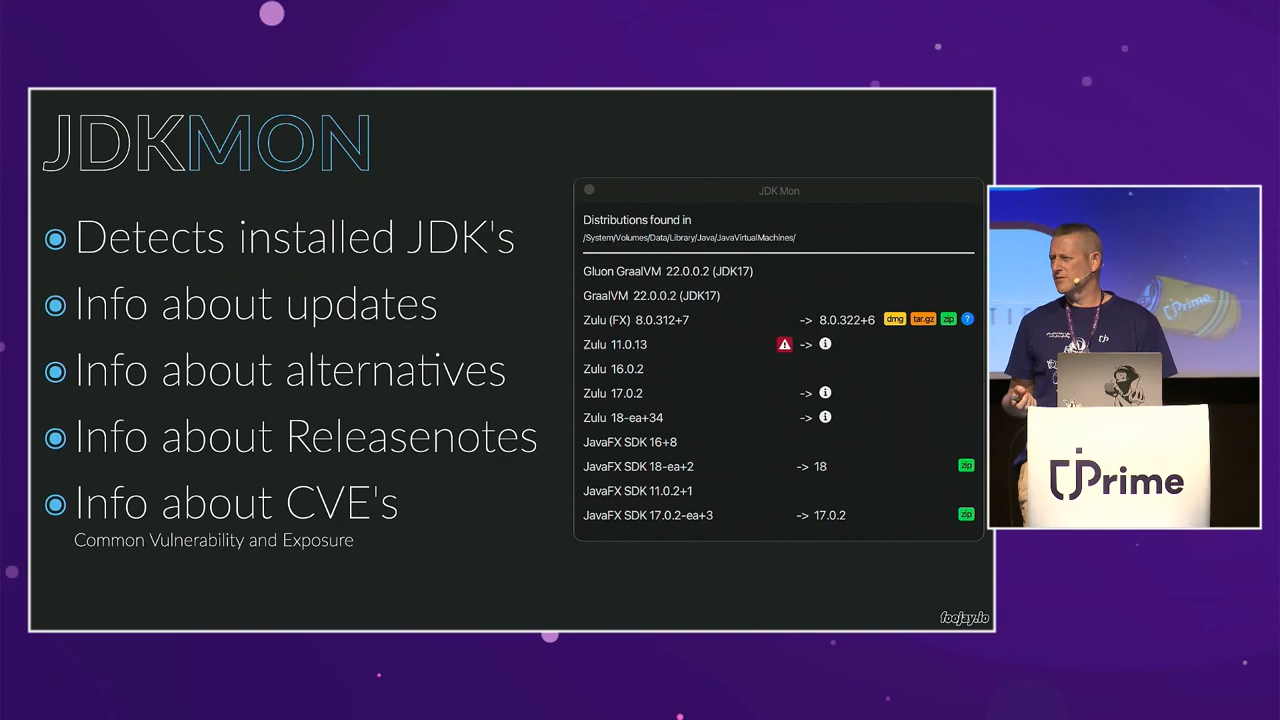 JDKMON
Detects installed JDK's
Info about updates
Info about alternatives
Info about Releasenotes
Info about CVE's
Common Vulnerability and Exposure
JDK Mon
Distributions found in
/System/Volumes/Data/Library/Java/JavaVirtualMachines/
Gluon GraalVM 22.0.0.2 (JDK17)
GraalVM 22.0.0.2 (JDK17)
Zulu (FX) 8.0.312+7 -> 8.0.322+6 dmg tar.gz zip ?
Zulu 11.0.13 -> i
Zulu 16.0.2
Zulu 17.0.2 -> i
Zulu 18-ea+34 -> i
JavaFX SDK 16+8
JavaFX SDK 18-ea+2 -> 18 zip
JavaFX SDK 11.0.2+1
JavaFX SDK 17.0.2-ea+3 -> 17.0.2 zip
foojay.io
Prime
jPrime